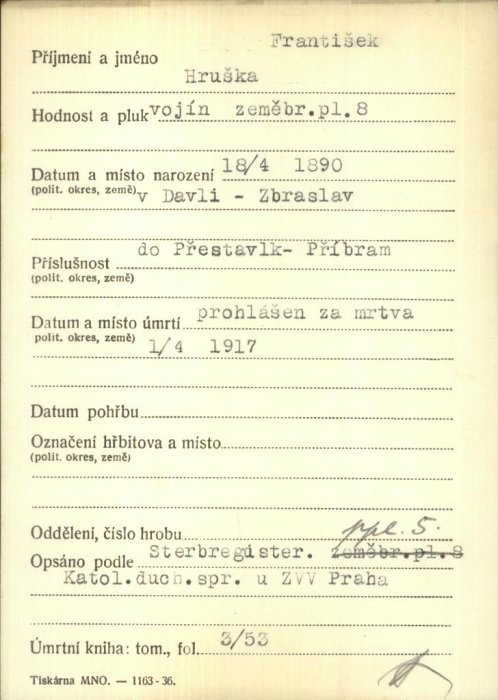 František
Příjmení a jméno
Hruška
Hodnost a pluk vojín zeměbr.pl.8
Datum a místo narození 18/4 1890
(polit. okres, země) v Davli - Zbraslav
do Přestavlk- Příbram
Příslušnost
(polit. okres, země)
Datum a místo úmrtí prohlášen za mrtva
polit. okres, země) 1/4 1917
Datum pohřbu
Označení hřbitova a místo
(polit. okres, země)
Oddělení, číslo hrobu ppl. 5.
Opsáno podle Sterbregister. zeměbr.pl.8
Katol.duch.spr. u ZVV Praha
Úmrtní kniha: tom., fol. 3/53
Tiskárna MNO. — 1163-36.